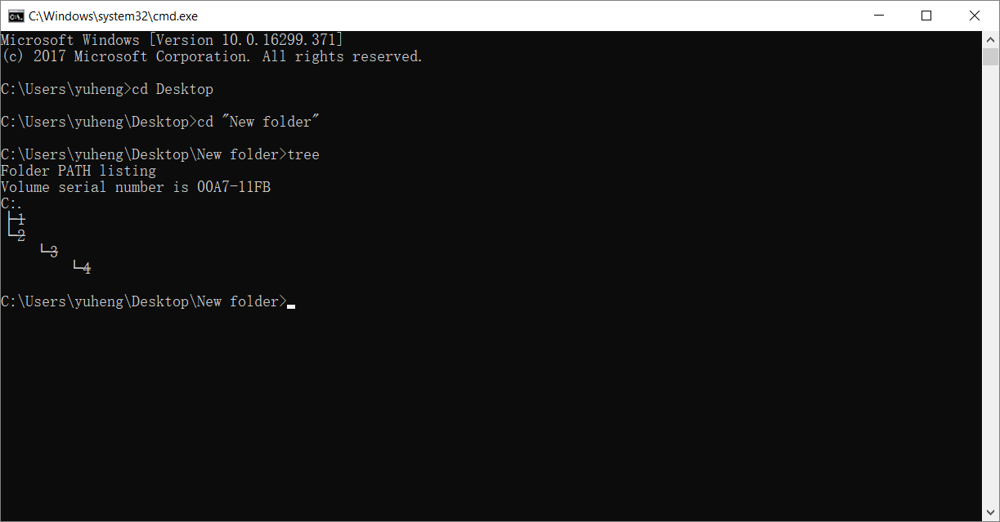 C:\Windows\system32\cmd.exe
Microsoft Windows [Version 10.0.16299.371]
(c) 2017 Microsoft Corporation. All rights reserved.
C:\Users\yuheng>cd Desktop
C:\Users\yuheng\Desktop>cd "New folder"
C:\Users\yuheng\Desktop\New folder>tree
Folder PATH listing
Volume serial number is 00A7-11FB
C:.
├─1
└─2
    └─3
        └─4
C:\Users\yuheng\Desktop\New folder>